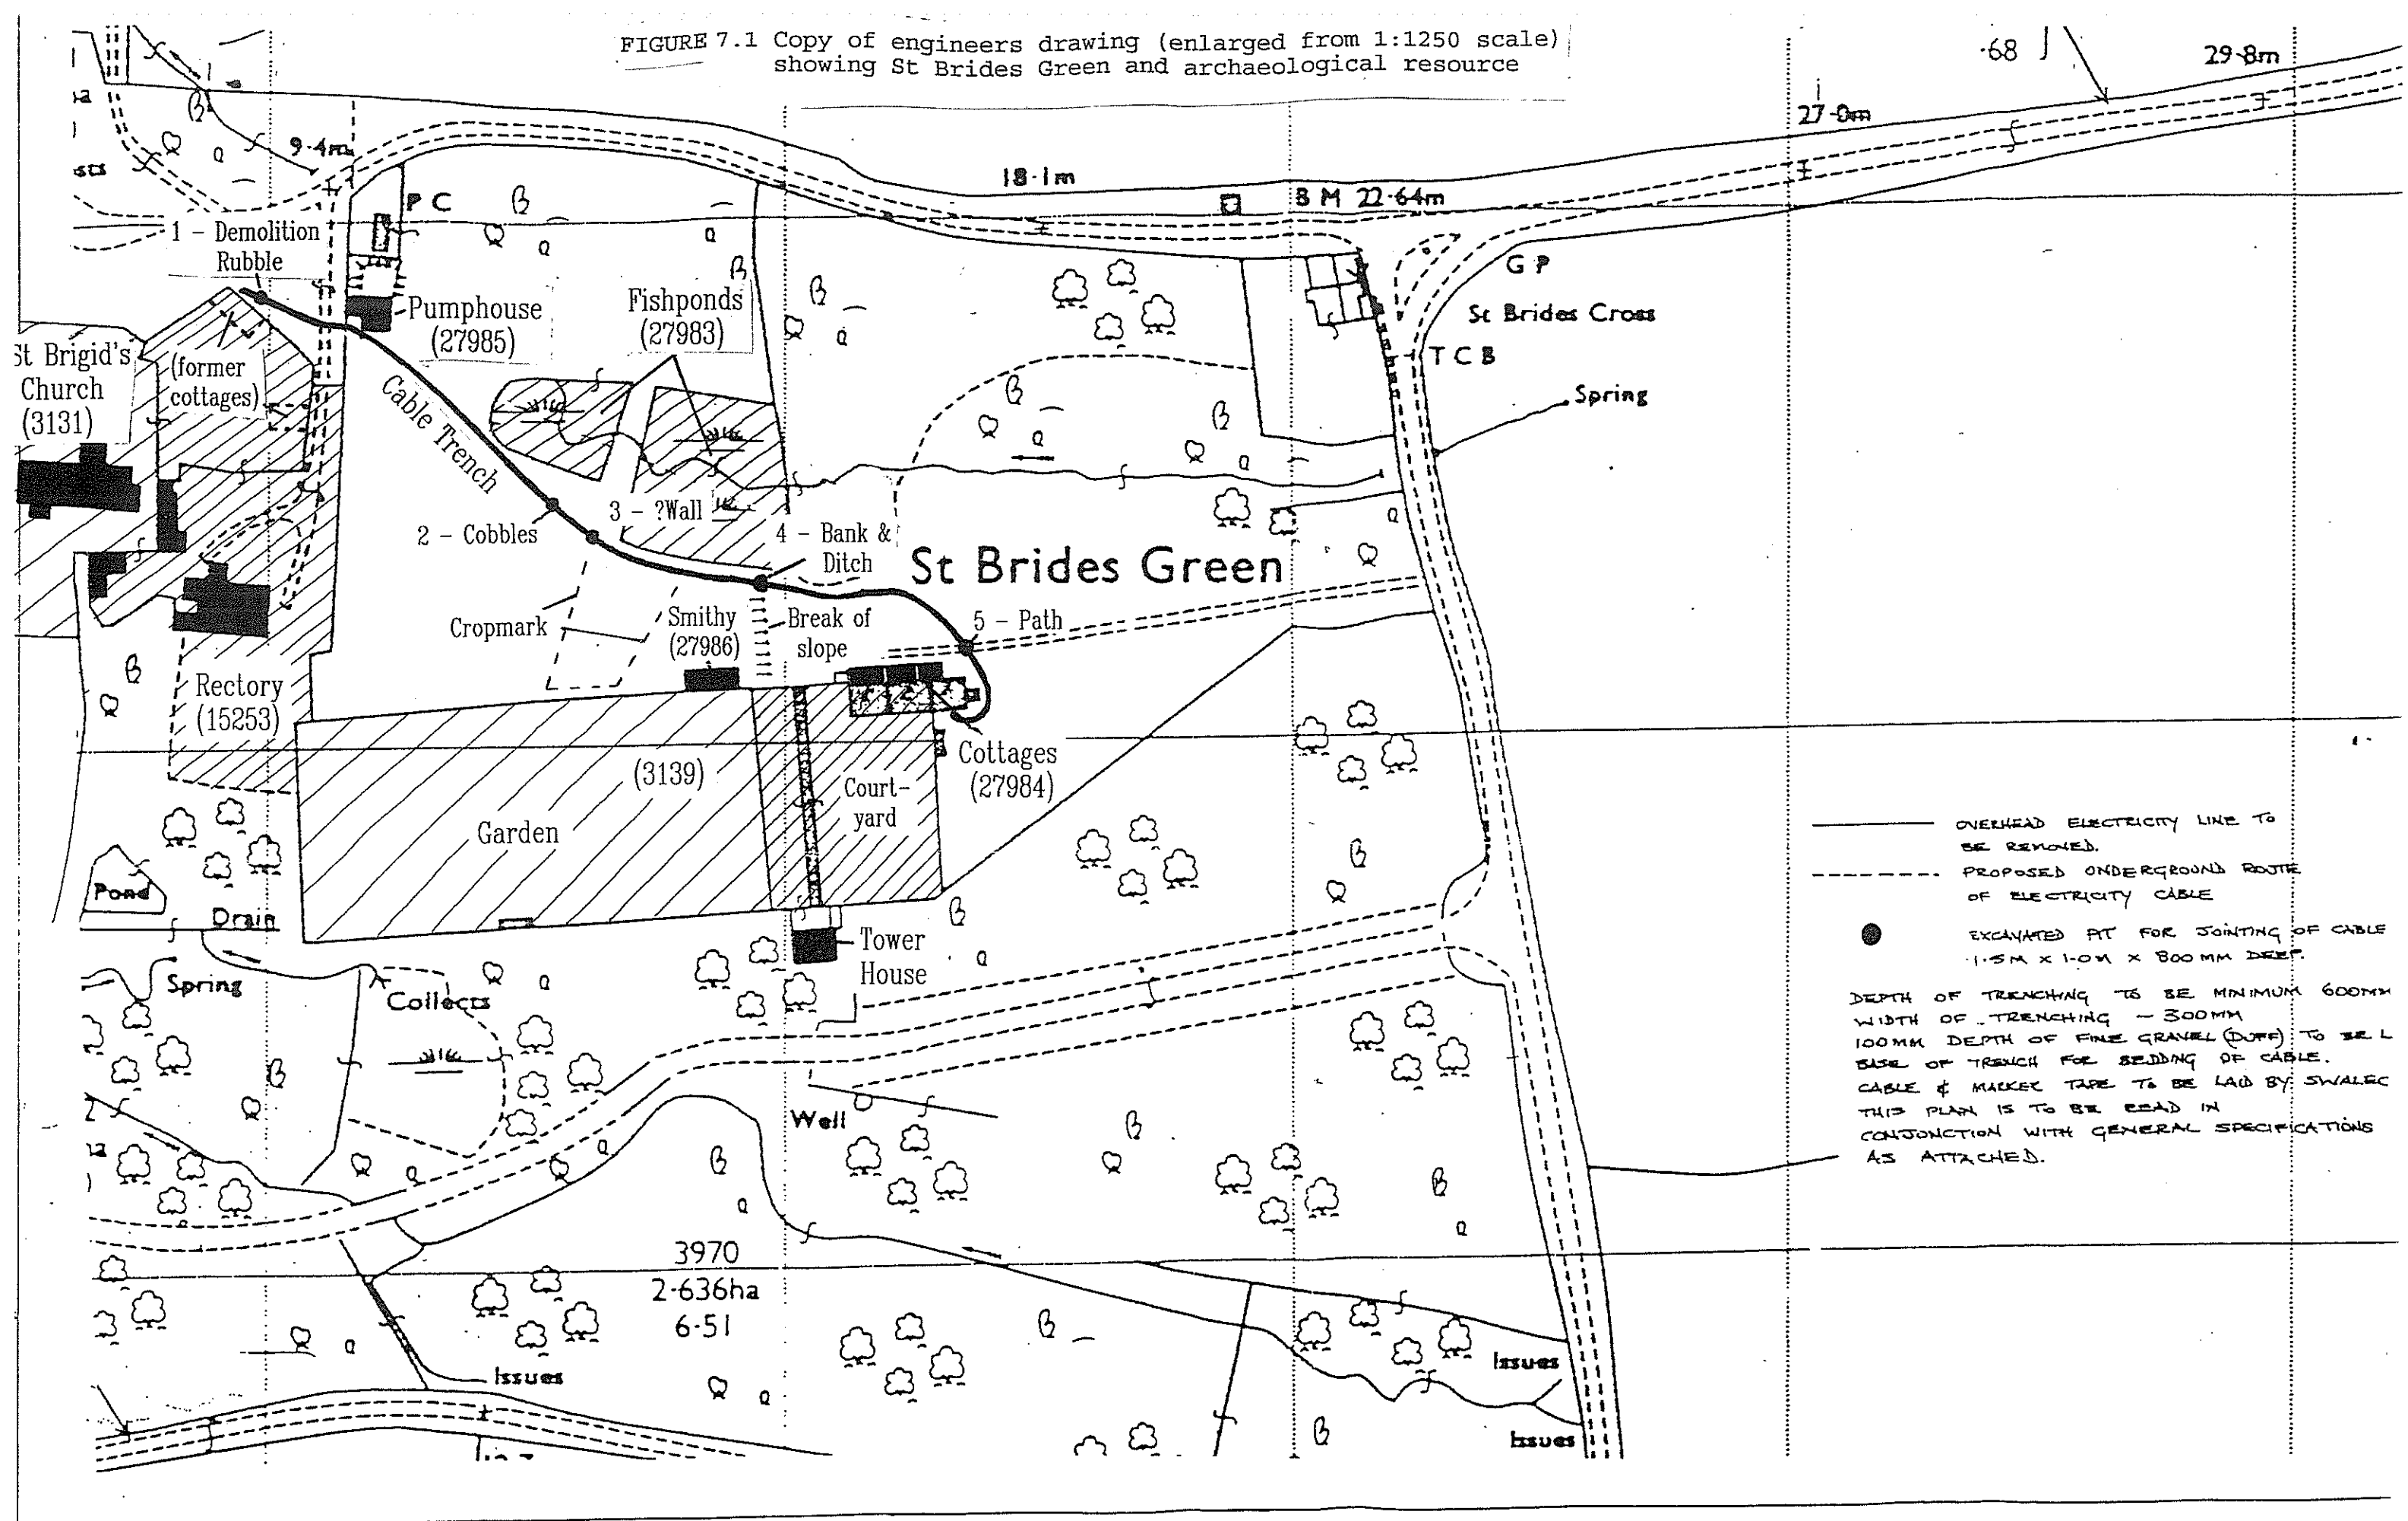 FIGURE 7.1 Copy of engineers drawing (enlarged from 1:1250 scale)
showing St Brides Green and archaeological resource
·68
29·8m
27·0m
9·4m
sts
18·1m
B M 22·64m
P C
1 – Demolition
Rubble
G P
St Brides Cross
T C B
Spring
Pumphouse
(27985)
Fishponds
(27983)
St Brigid's
Church
(3131)
(former
cottages)
Cable Trench
2 – Cobbles
3 – ?Wall
4 – Bank &
Ditch
St Brides Green
Cropmark
Smithy
(27986)
Break of
slope
5 – Path
Rectory
(15253)
(3139)
Garden
Court-
yard
Cottages
(27984)
Pond
Drain
Spring
Collects
Tower
House
Well
3970
2·636ha
6·51
Issues
Issues
Issues
OVERHEAD ELECTRICITY LINE TO
BE REMOVED.
PROPOSED UNDERGROUND ROUTE
OF ELECTRICITY CABLE
EXCAVATED PIT FOR JOINTING OF CABLE
1·5M X 1·0M X 800MM DEEP.
DEPTH OF TRENCHING TO BE MINIMUM 600MM
WIDTH OF TRENCHING – 300MM
100MM DEPTH OF FINE GRAVEL (DUFF) TO BE L
BASE OF TRENCH FOR BEDDING OF CABLE.
CABLE & MARKER TAPE TO BE LAID BY SWALEC
THIS PLAN IS TO BE READ IN
CONJUNCTION WITH GENERAL SPECIFICATIONS
AS ATTACHED.